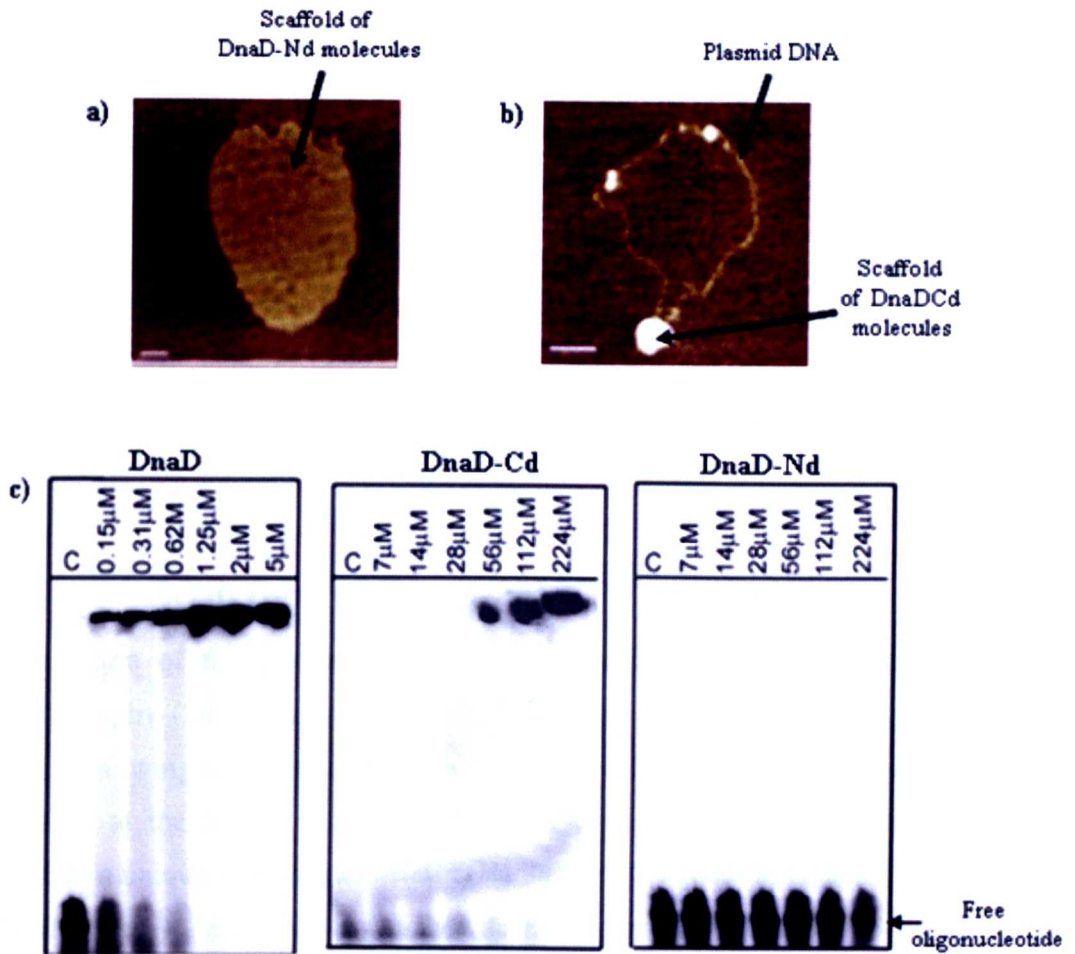 Scaffold of
DnaD-Nd molecules
Plasmid DNA
a)
b)
Scaffold
of DnaDCd
molecules
c)
DnaD
DnaD-Cd
DnaD-Nd
C 0.15μM 0.31μM 0.62M 1.25μM 2μM 5μM
C 7μM 14μM 28μM 56μM 112μM 224μM
C 7μM 14μM 28μM 56μM 112μM 224μM
Free
oligonucleotide